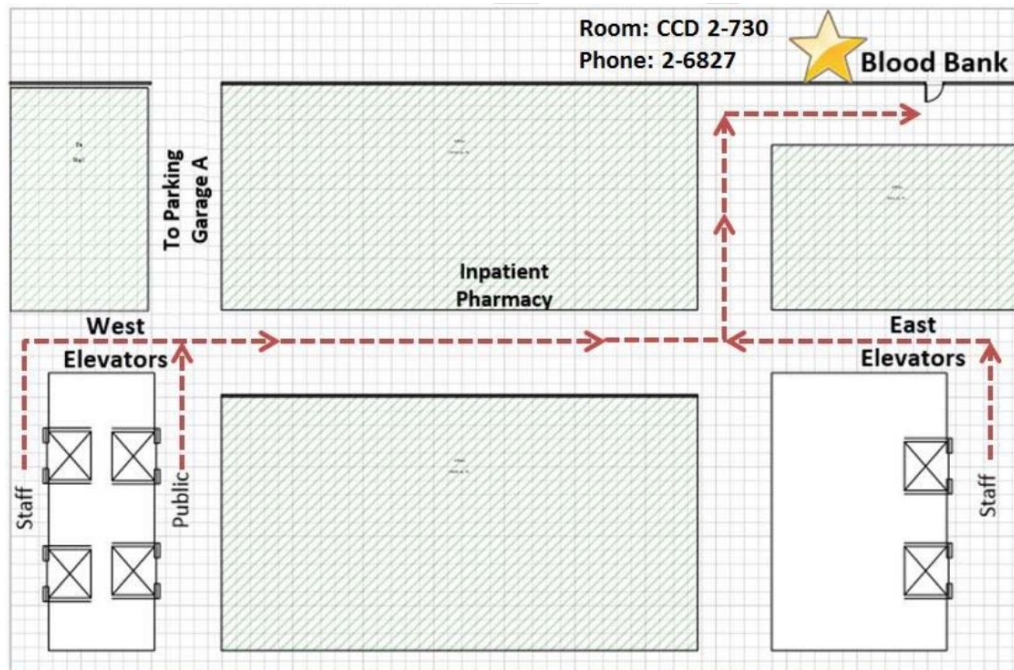 Room: CCD 2-730
Phone: 2-6827
Blood Bank
To Parking
Garage A
Inpatient
Pharmacy
West
Elevators
East
Elevators
Staff
Public
Staff